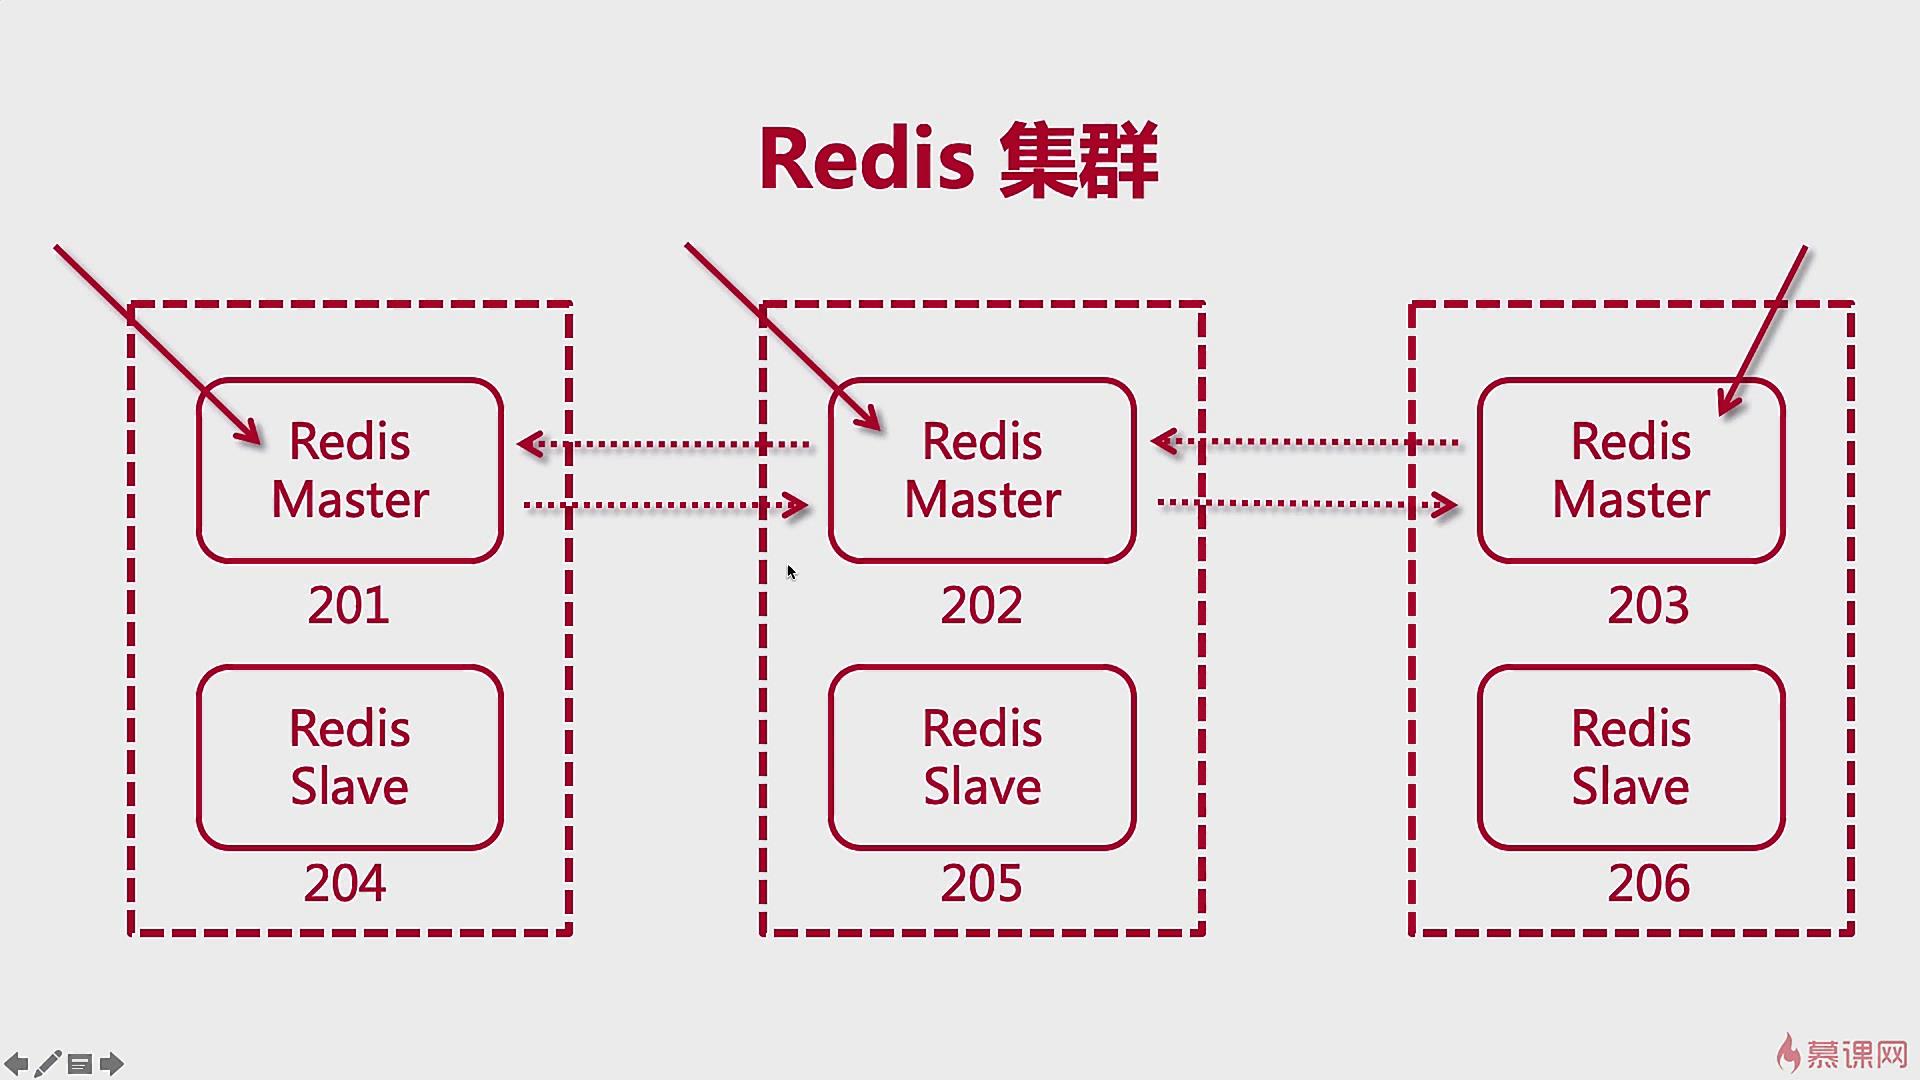 Redis 集群
Redis
Master
201
Redis
Slave
204
Redis
Master
202
Redis
Slave
205
Redis
Master
203
Redis
Slave
206
慕课网